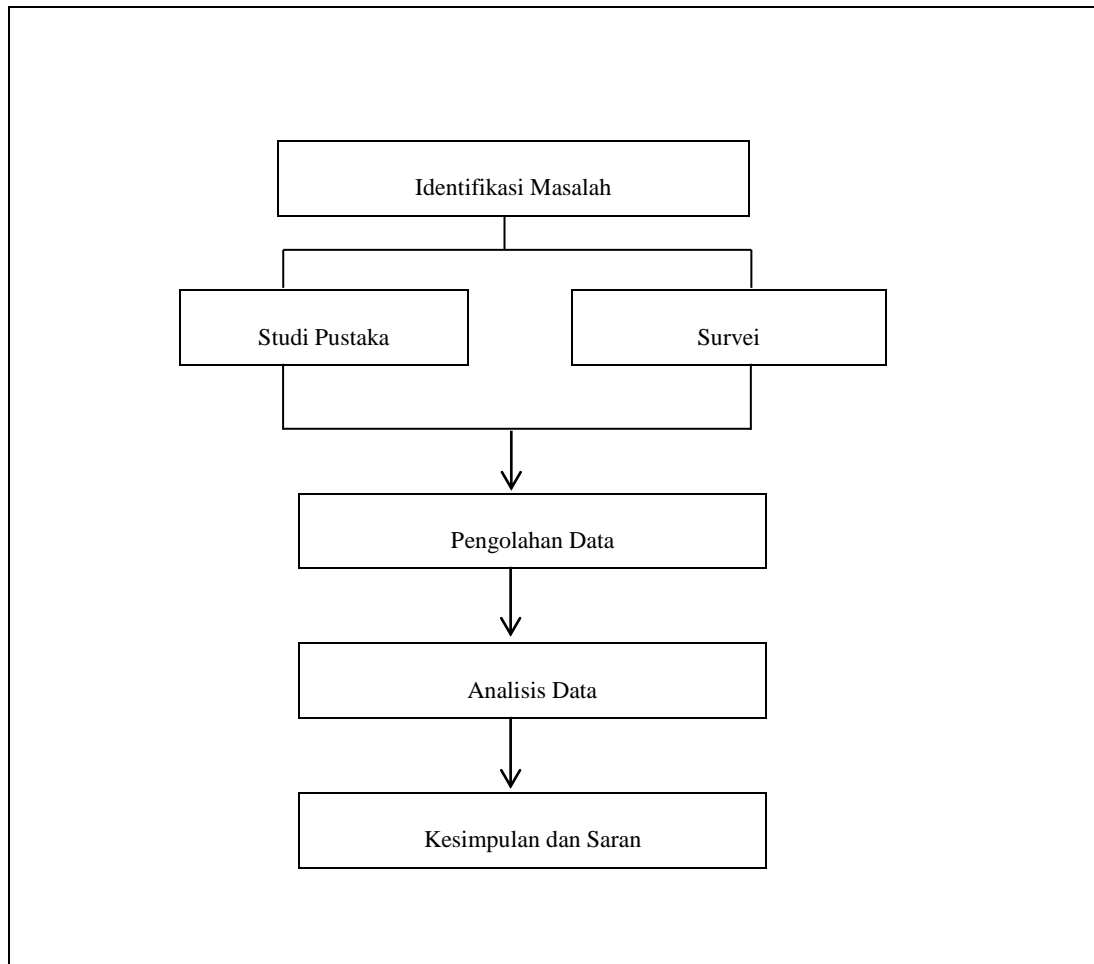 Identifikasi Masalah
Studi Pustaka
Survei
Pengolahan Data
Analisis Data
Kesimpulan dan Saran